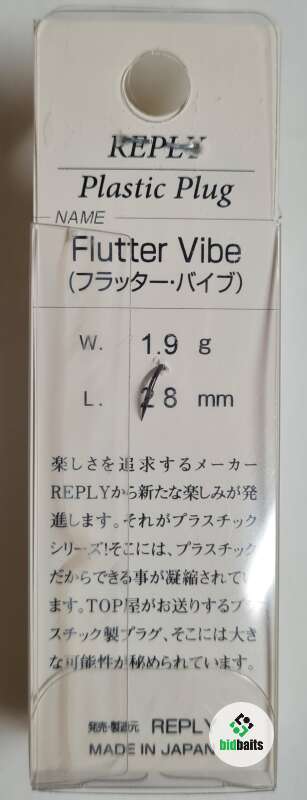 REPLY
Plastic Plug
NAME
Flutter Vibe
(フラッター・バイブ)
W. 1.9 g
L. 28 mm
楽しさを追求するメーカー
REPLYから新たな楽しみが発
進します。それがプラスチック
シリーズ!そこには、プラスチック
だからできる事が凝縮されてい
ます。TOP屋がお送りするプラ
スチック製プラグ、そこには大き
な可能性が秘められています。
発売・製造元 REPLY
MADE IN JAPAN
bidbaits